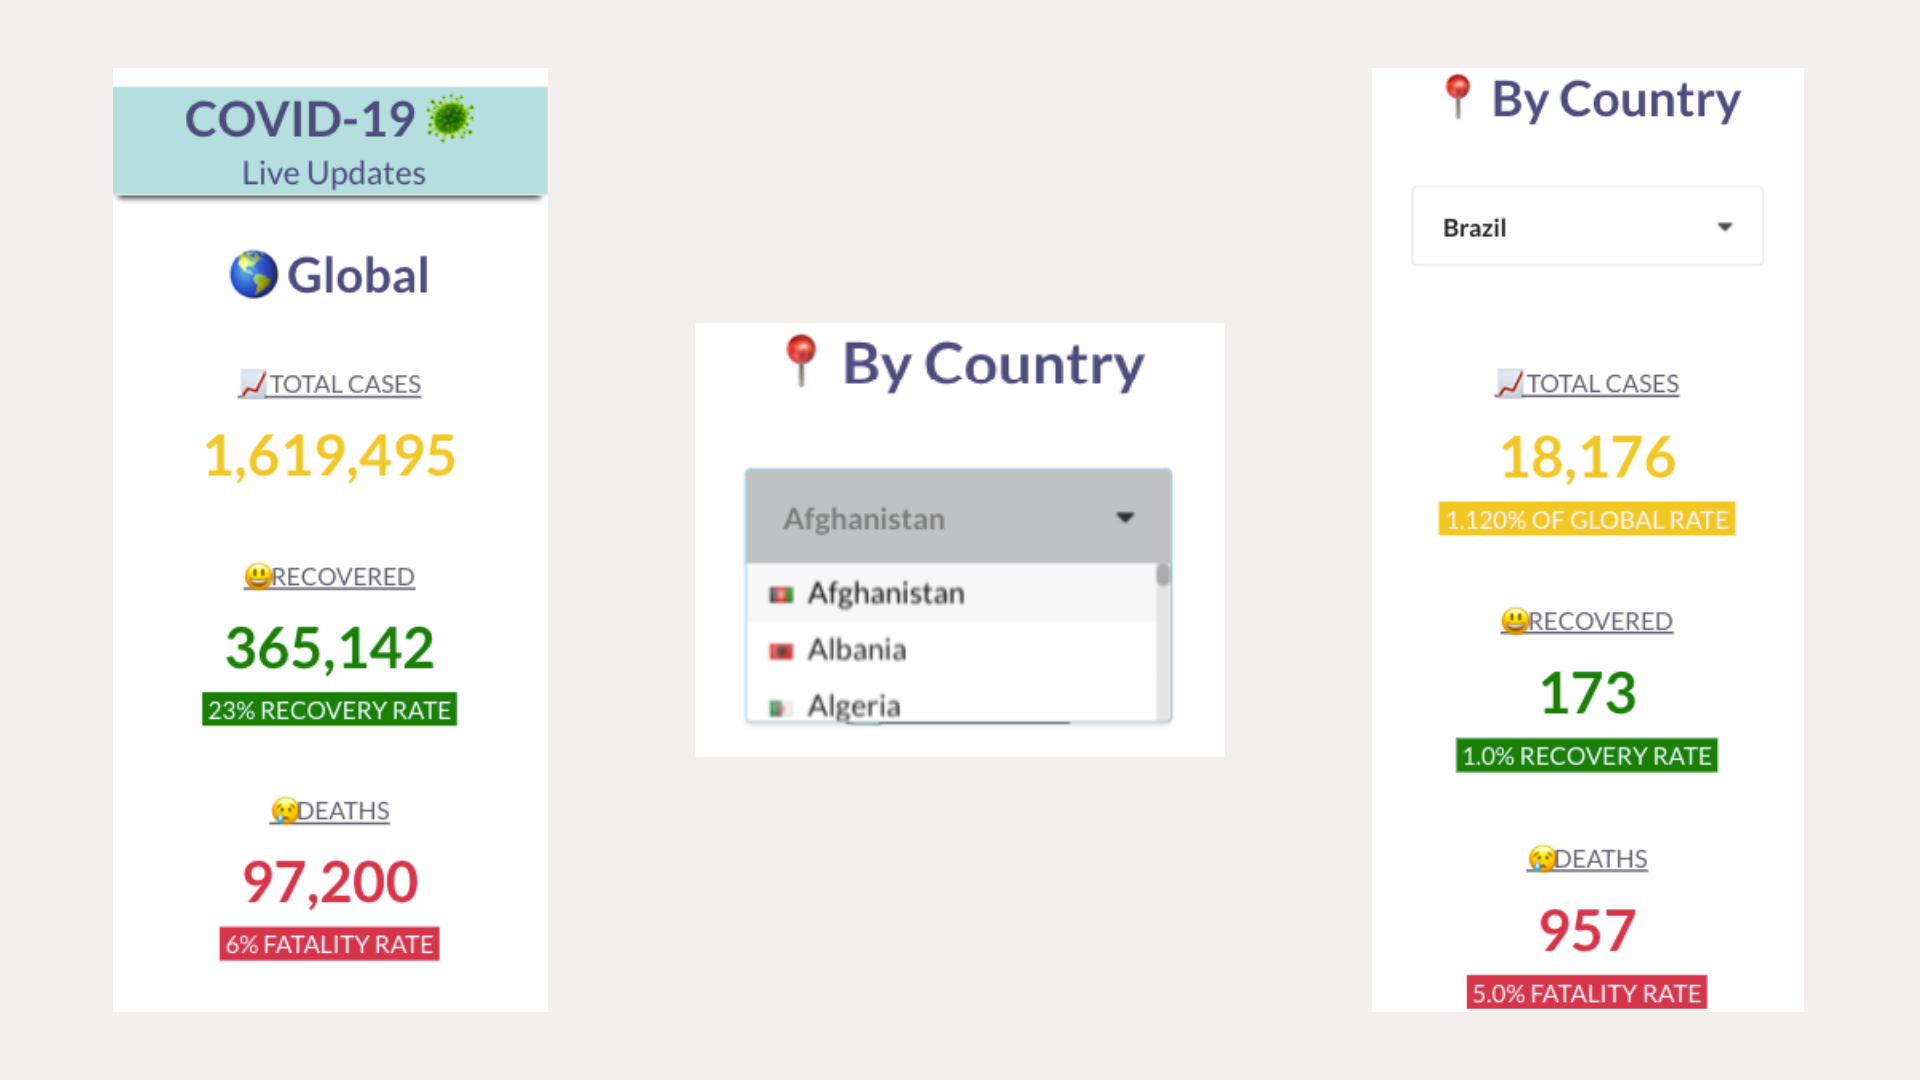 COVID-19
Live Updates
Global
TOTAL CASES
1,619,495
RECOVERED
365,142
23% RECOVERY RATE
DEATHS
97,200
6% FATALITY RATE
By Country
Afghanistan
Afghanistan
Albania
Algeria
By Country
Brazil
TOTAL CASES
18,176
1.120% OF GLOBAL RATE
RECOVERED
173
1.0% RECOVERY RATE
DEATHS
957
5.0% FATALITY RATE